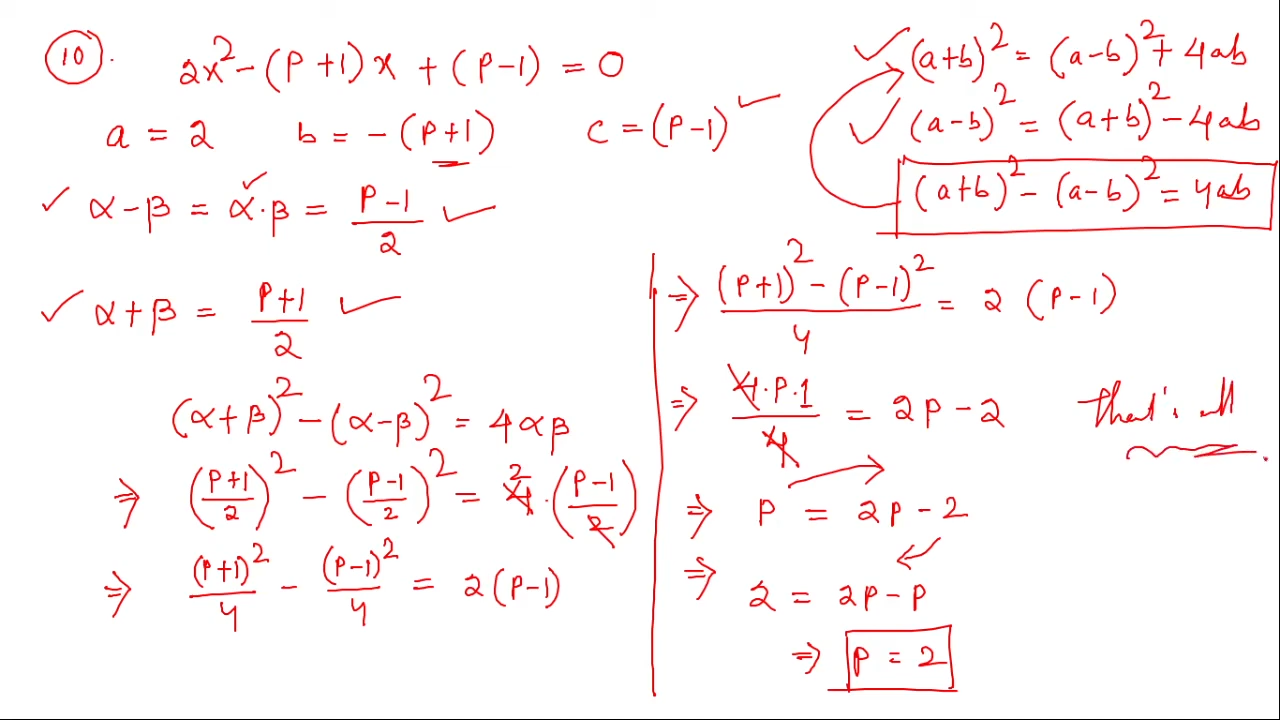 10. 2x² - (P+1)x + (P-1) = 0
a = 2 b = -(P+1) c = (P-1) ✓
✓ α-β = α·β = (P-1)/2 ✓
✓ α+β = (P+1)/2 ✓
(α+β)² - (α-β)² = 4αβ
⇒ ((P+1)/2)² - ((P-1)/2)² = 4 2 · ((P-1)/2)
⇒ (P+1)²/4 - (P-1)²/4 = 2(P-1)
✓ (a+b)² = (a-b)² + 4ab
✓ (a-b)² = (a+b)² - 4ab
(a+b)² - (a-b)² = 4ab
⇒ ((P+1)² - (P-1)²)/4 = 2(P-1)
⇒ (4·P·1)/4 = 2P - 2
That's all
⇒ P = 2P - 2
⇒ 2 = 2P - P
⇒ P = 2